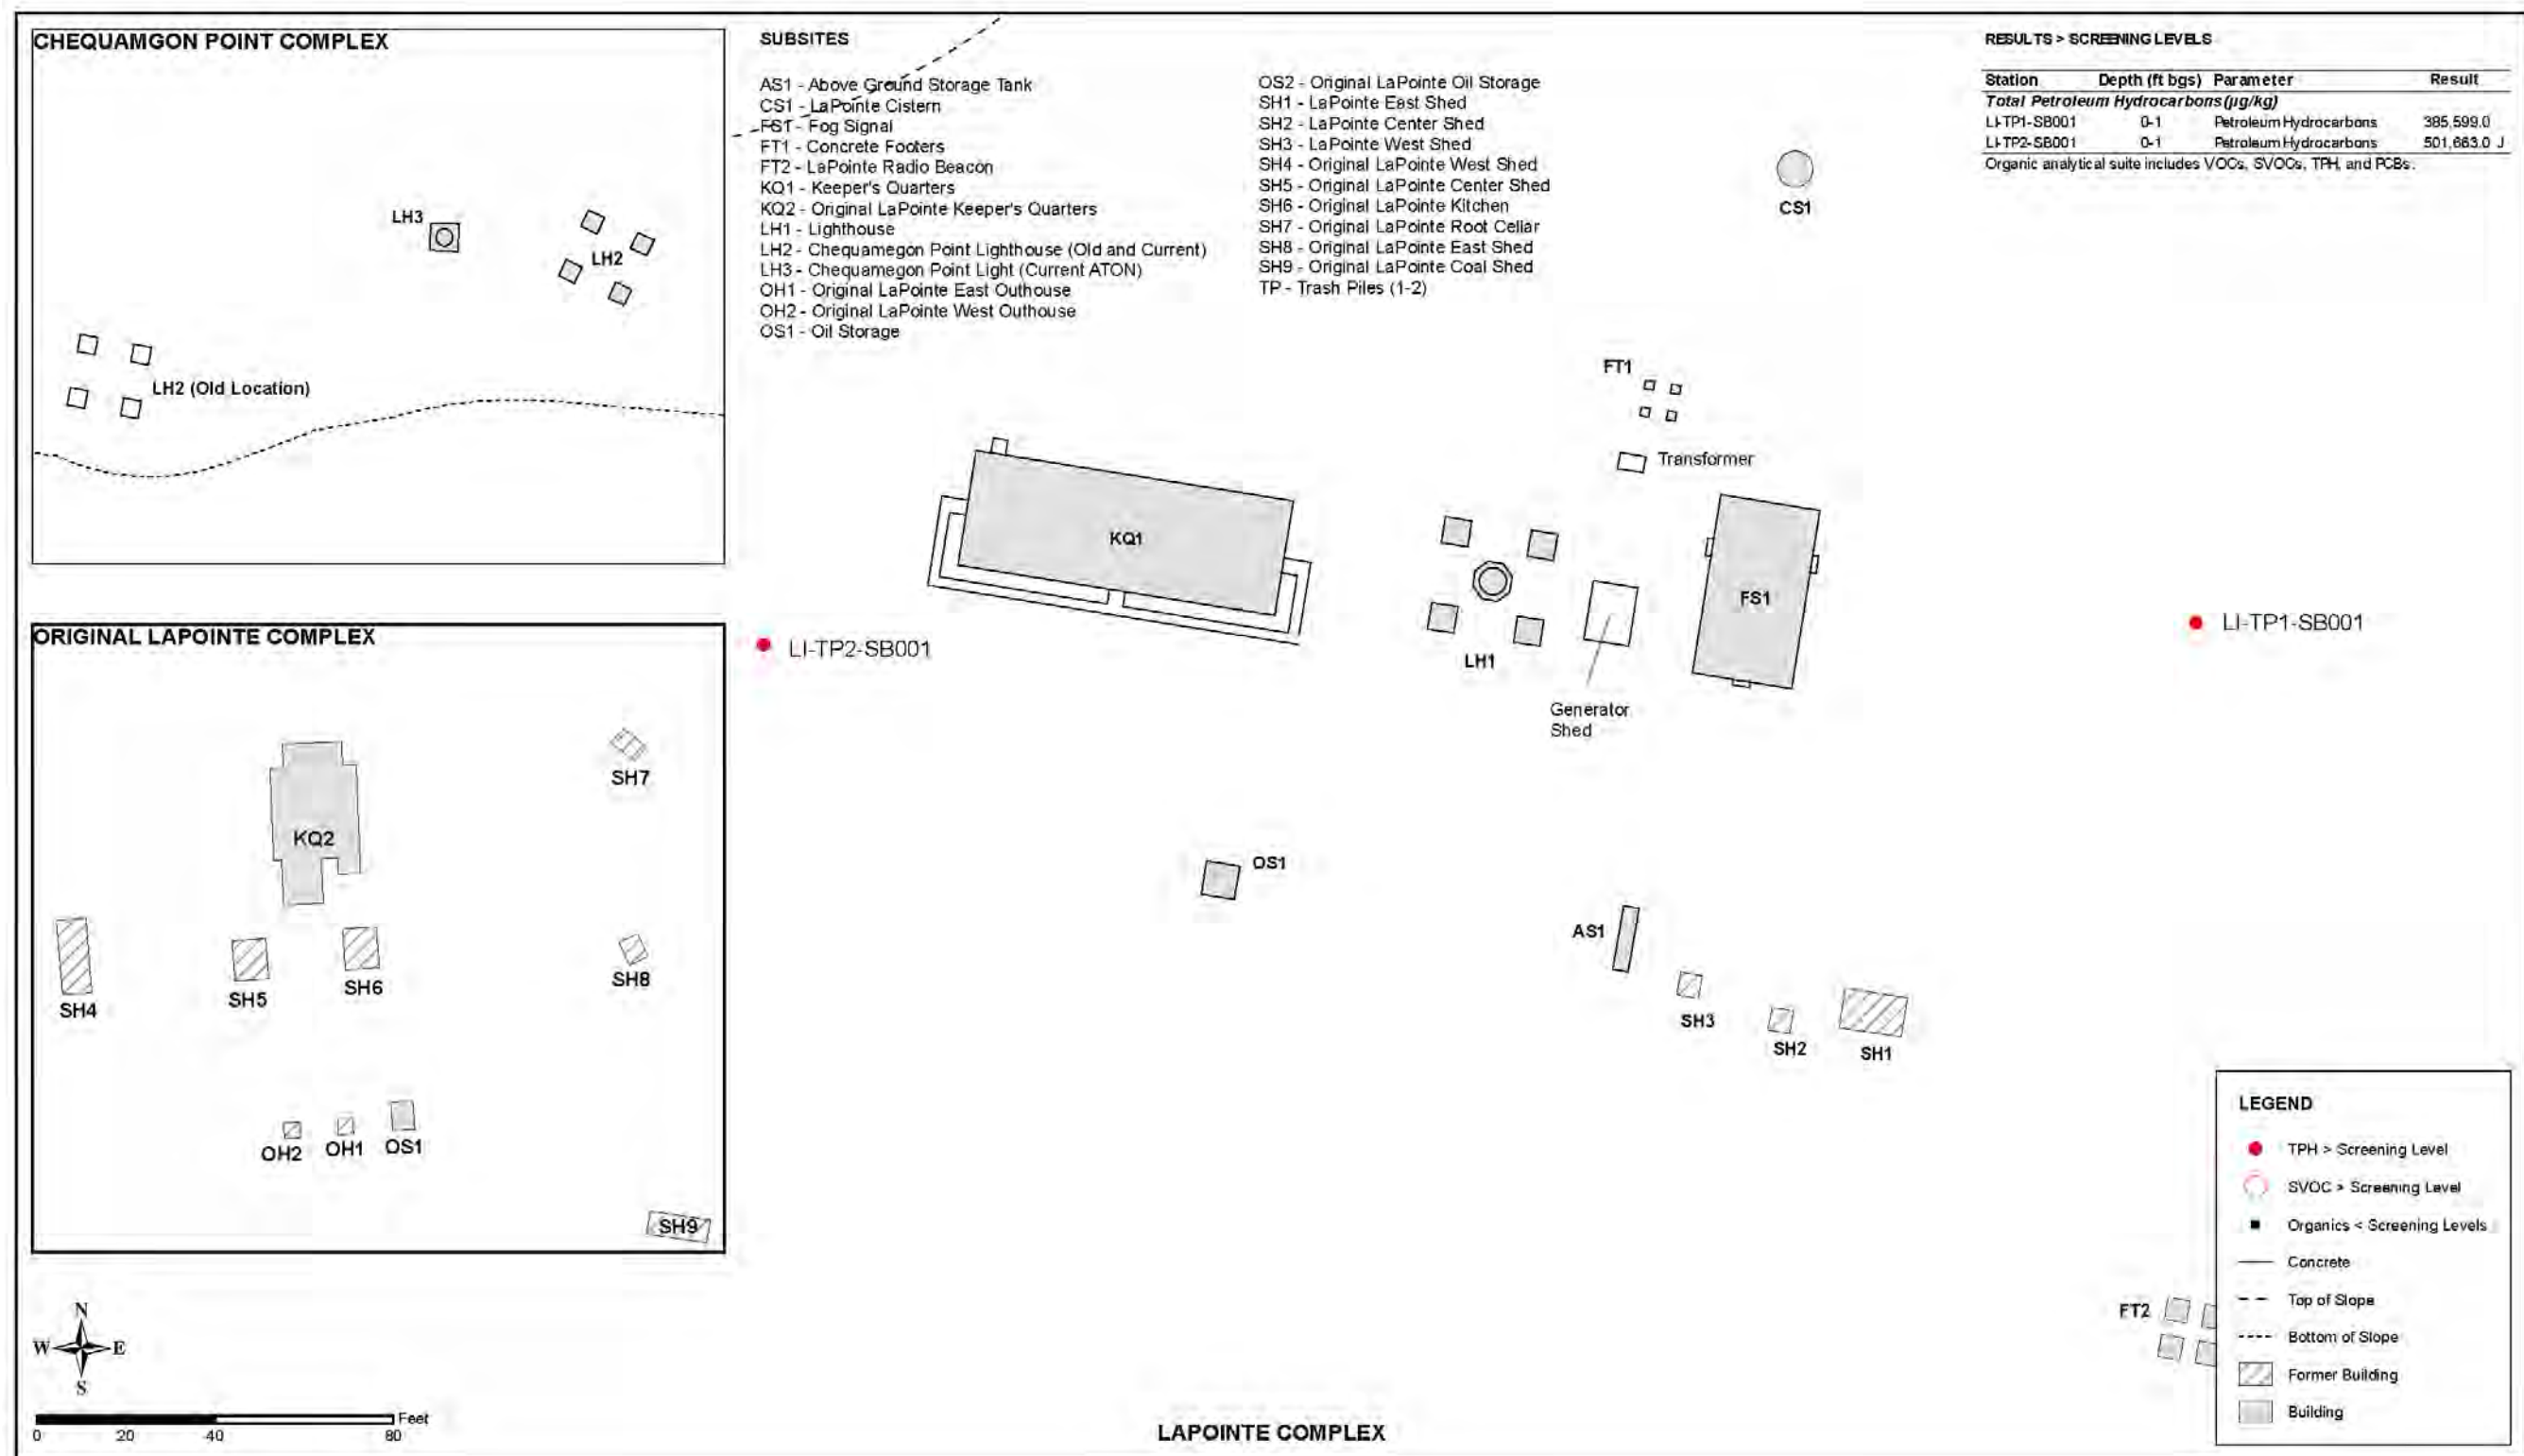 CHEQUAMGON POINT COMPLEX
LH3
LH2
LH2 (Old Location)
SUBSITES
AS1 - Above Ground Storage Tank
CS1 - LaPointe Cistern
FS1 - Fog Signal
FT1 - Concrete Footers
FT2 - LaPointe Radio Beacon
KQ1 - Keeper's Quarters
KQ2 - Original LaPointe Keeper's Quarters
LH1 - Lighthouse
LH2 - Chequamegon Point Lighthouse (Old and Current)
LH3 - Chequamegon Point Light (Current ATON)
OH1 - Original LaPointe East Outhouse
OH2 - Original LaPointe West Outhouse
OS1 - Oil Storage
OS2 - Original LaPointe Oil Storage
SH1 - LaPointe East Shed
SH2 - LaPointe Center Shed
SH3 - LaPointe West Shed
SH4 - Original LaPointe West Shed
SH5 - Original LaPointe Center Shed
SH6 - Original LaPointe Kitchen
SH7 - Original LaPointe Root Cellar
SH8 - Original LaPointe East Shed
SH9 - Original LaPointe Coal Shed
TP - Trash Piles (1-2)
RESULTS > SCREENING LEVELS
Station Depth (ft bgs) Parameter Result
Total Petroleum Hydrocarbons (µg/kg)
LI-TP1-SB001 0-1 Petroleum Hydrocarbons 385,599.0
LI-TP2-SB001 0-1 Petroleum Hydrocarbons 501,663.0 J
Organic analytical suite includes VOCs, SVOCs, TPH, and PCBs.
CS1
FT1
Transformer
KQ1
FS1
LH1
Generator
Shed
LI-TP1-SB001
LI-TP2-SB001
ORIGINAL LAPOINTE COMPLEX
SH7
KQ2
SH8
SH4
SH5
SH6
OH2
OH1
OS1
SH9
OS1
AS1
SH3
SH2
SH1
FT2
LEGEND
TPH > Screening Level
SVOC > Screening Level
Organics < Screening Levels
Concrete
Top of Slope
Bottom of Slope
Former Building
Building
N
W E
S
Feet
0 20 40 80
LAPOINTE COMPLEX